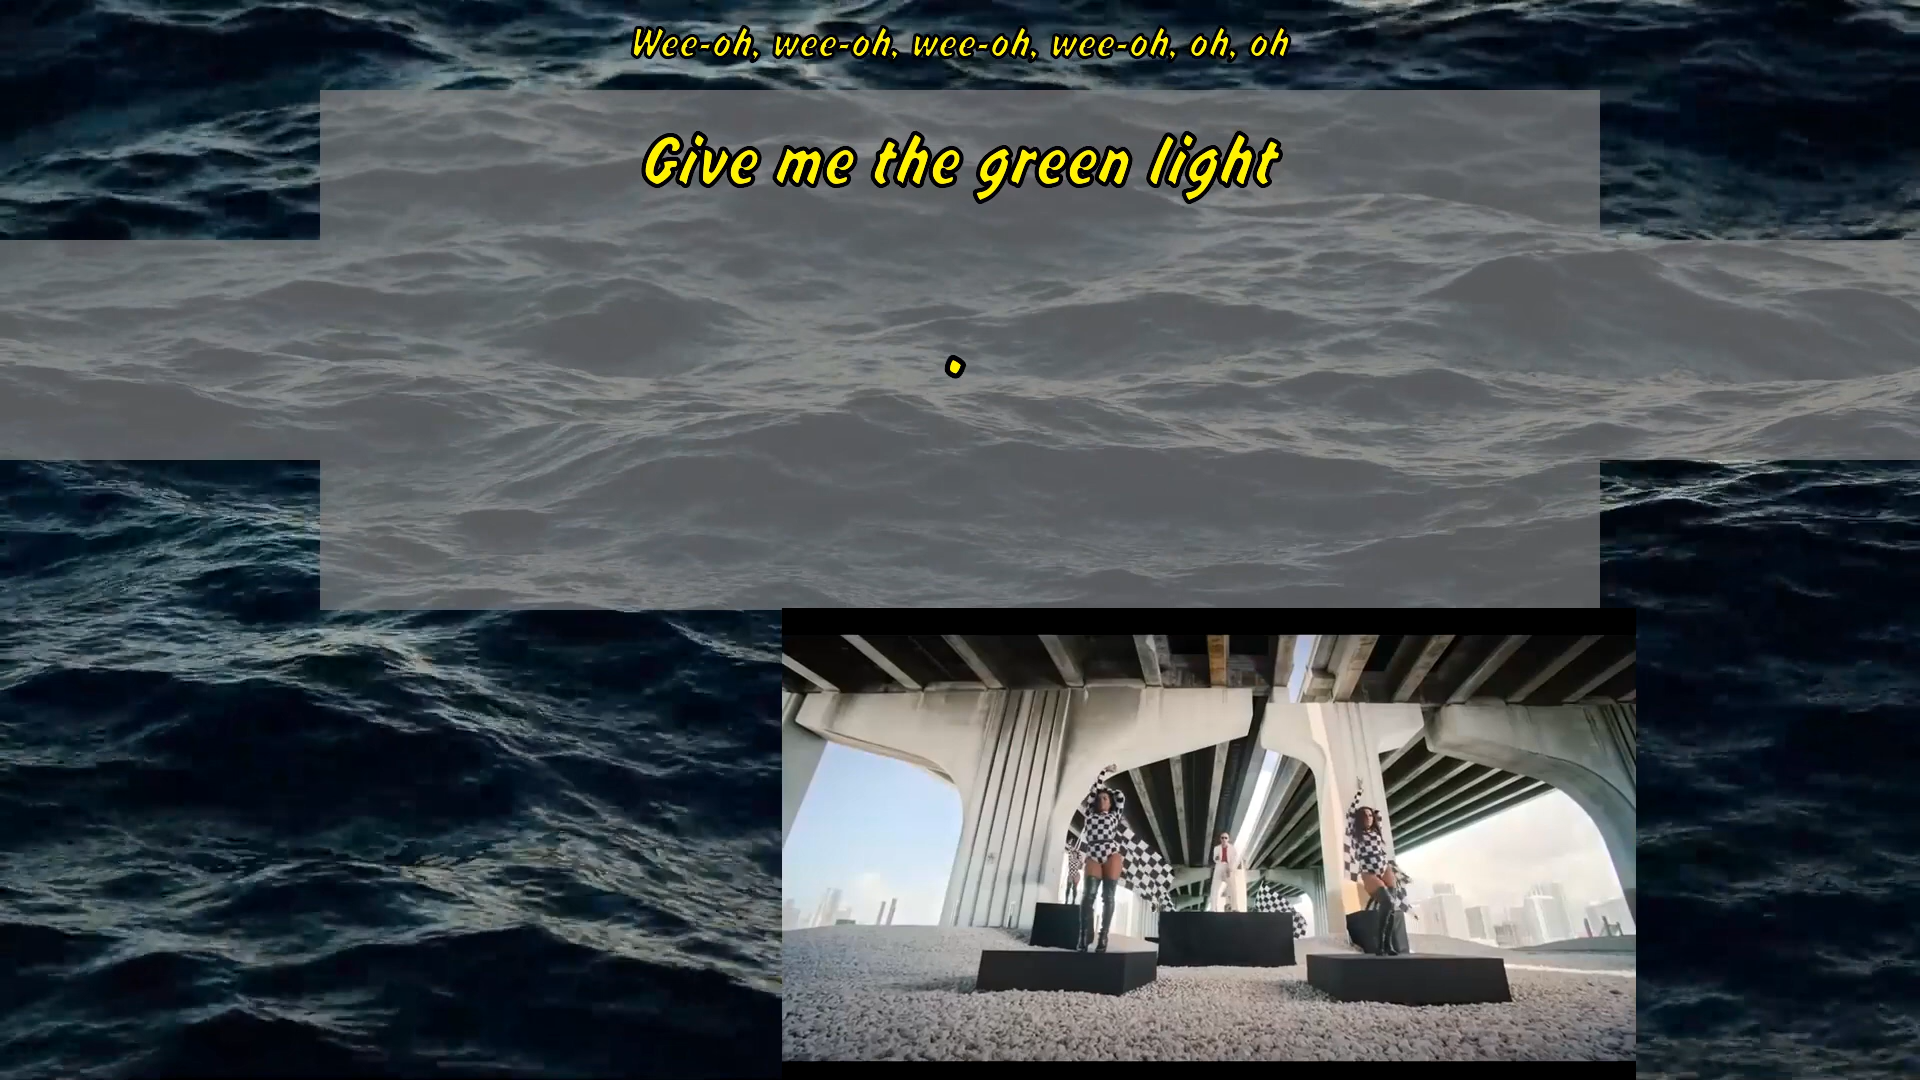 Wee-oh, wee-oh, wee-oh, wee-oh, oh, oh
Give me the green light
.